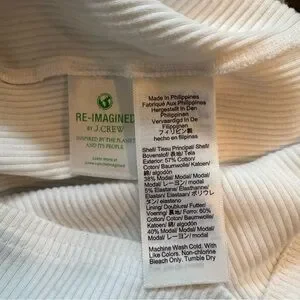 RE-IMAGINED
BY J.CREW
INSPIRED BY THE PLANET
AND ITS PEOPLE
Learn more at
Made In Philippines
Fabriqué Aux Philippines
Hergestellt In Den
Philippinen
Vervaardigd In De
Filippijnen
フィリピン製
hecho en filipinas
Shell/ Tissu Principal/ Shell/
Bovenstof/ 表地/ Tela
Exterior: 57% Cotton/
Coton/ Baumwolle/ Katoen/
綿/ algodón
38% Modal/ Modal/ Modal/
Modal/ レーヨン/ modal
5% Elastane/ Elasthanne/
Elastan/ Elastaan/ ポリウレ
タン/ elastano
Lining/ Doublure/ Futter/
Voering/ 裏地/ Forro: 60%
Cotton/ Coton/ Baumwolle/
Katoen/ 綿/ algodón
40% Modal/ Modal/ Modal/
Modal/ レーヨン/ modal
Machine Wash Cold, With
Like Colors. Non-chlorine
Bleach Only. Tumble Dry